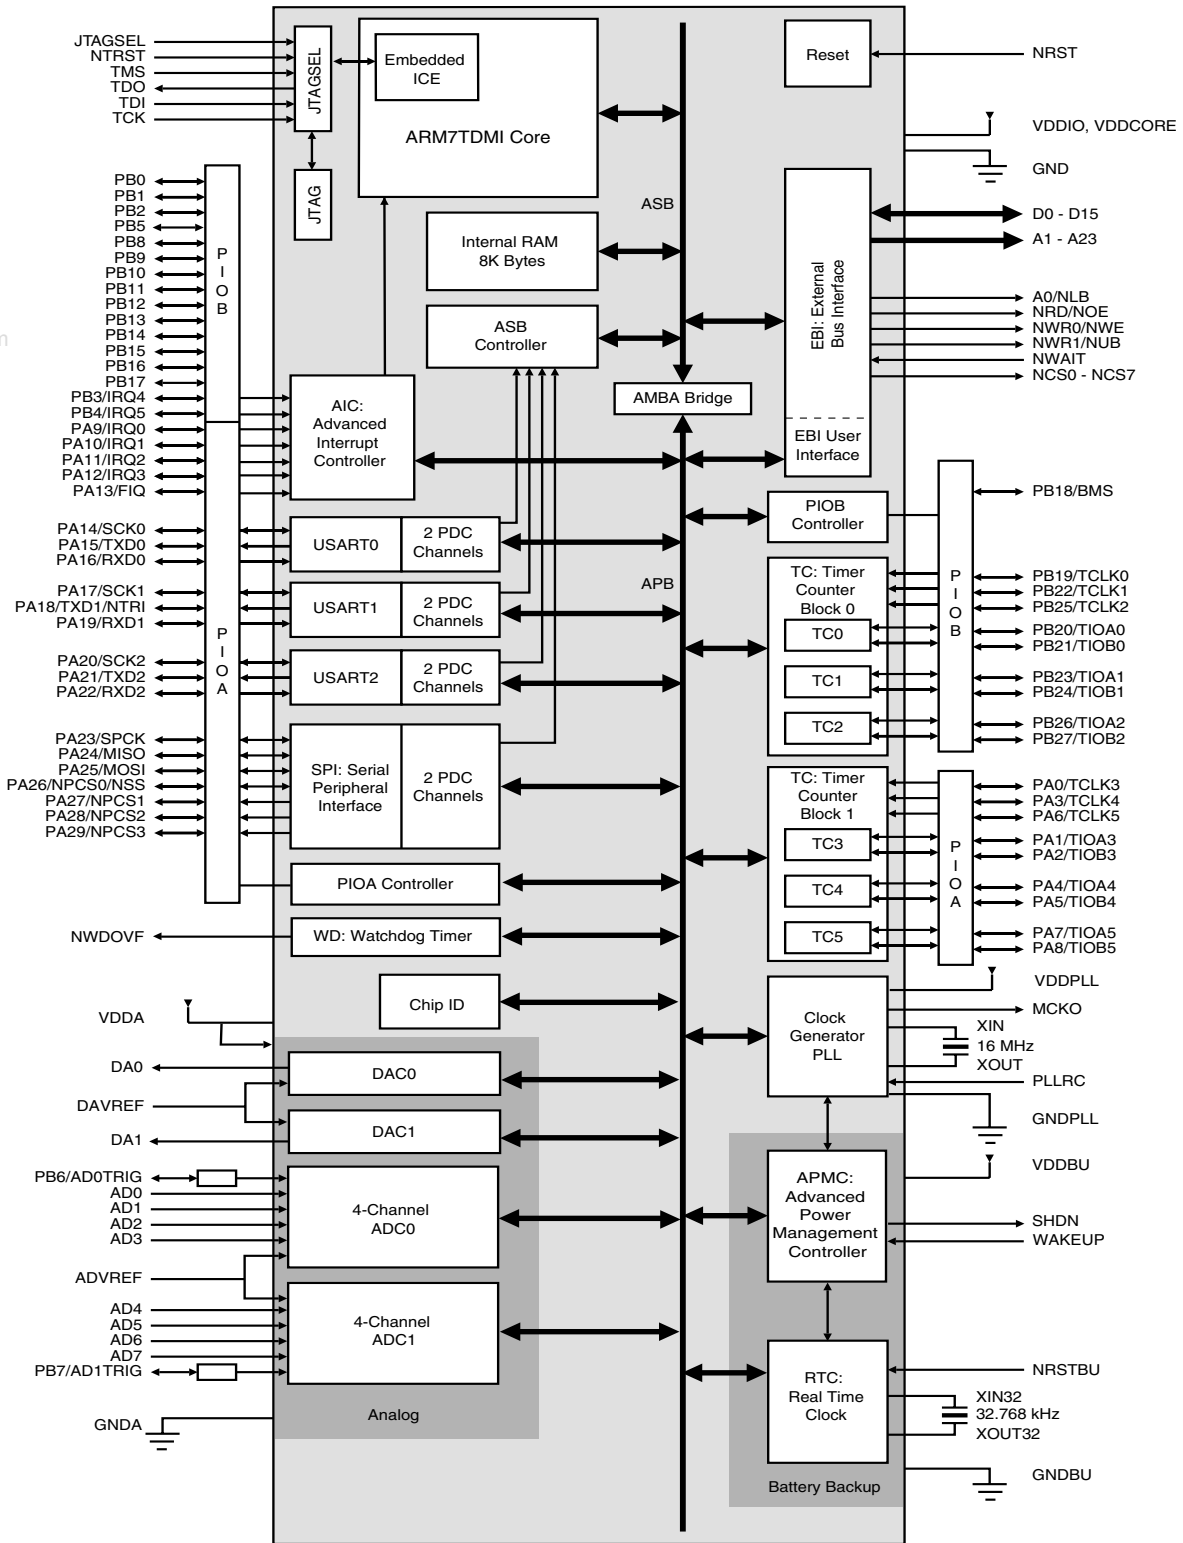 JTAGSEL
NTRST
TMS
TDO
TDI
TCK
JTAGSEL
Embedded
ICE
ARM7TDMI Core
JTAG
Reset
NRST
VDDIO, VDDCORE
GND
PB0
PB1
PB2
PB5
PB8
PB9
PB10
PB11
PB12
PB13
PB14
PB15
PB16
PB17
PB3/IRQ4
PB4/IRQ5
PA9/IRQ0
PA10/IRQ1
PA11/IRQ2
PA12/IRQ3
PA13/FIQ
PA14/SCK0
PA15/TXD0
PA16/RXD0
PA17/SCK1
PA18/TXD1/NTRI
PA19/RXD1
PA20/SCK2
PA21/TXD2
PA22/RXD2
PA23/SPCK
PA24/MISO
PA25/MOSI
PA26/NPCS0/NSS
PA27/NPCS1
PA28/NPCS2
PA29/NPCS3
NWDOVF
VDDA
DA0
DAVREF
DA1
PB6/AD0TRIG
AD0
AD1
AD2
AD3
ADVREF
AD4
AD5
AD6
AD7
PB7/AD1TRIG
GNDA
P
I
O
B
P
I
O
A
ASB
Internal RAM
8K Bytes
ASB
Controller
AMBA Bridge
AIC:
Advanced
Interrupt
Controller
USART0
2 PDC
Channels
USART1
2 PDC
Channels
USART2
2 PDC
Channels
SPI: Serial
Peripheral
Interface
2 PDC
Channels
APB
PIOA Controller
WD: Watchdog Timer
Chip ID
DAC0
DAC1
4-Channel
ADC0
4-Channel
ADC1
Analog
EBI: External
Bus Interface
EBI User
Interface
PIOB
Controller
TC: Timer
Counter
Block 0
TC0
TC1
TC2
TC: Timer
Counter
Block 1
TC3
TC4
TC5
Clock
Generator
PLL
APMC:
Advanced
Power
Management
Controller
RTC:
Real Time
Clock
Battery Backup
P
I
O
B
P
I
O
A
D0 - D15
A1 - A23
A0/NLB
NRD/NOE
NWR0/NWE
NWR1/NUB
NWAIT
NCS0 - NCS7
PB18/BMS
PB19/TCLK0
PB22/TCLK1
PB25/TCLK2
PB20/TIOA0
PB21/TIOB0
PB23/TIOA1
PB24/TIOB1
PB26/TIOA2
PB27/TIOB2
PA0/TCLK3
PA3/TCLK4
PA6/TCLK5
PA1/TIOA3
PA2/TIOB3
PA4/TIOA4
PA5/TIOB4
PA7/TIOA5
PA8/TIOB5
VDDPLL
MCKO
XIN
16 MHz
XOUT
PLLRC
GNDPLL
VDDBU
SHDN
WAKEUP
NRSTBU
XIN32
32.768 kHz
XOUT32
GNDBU